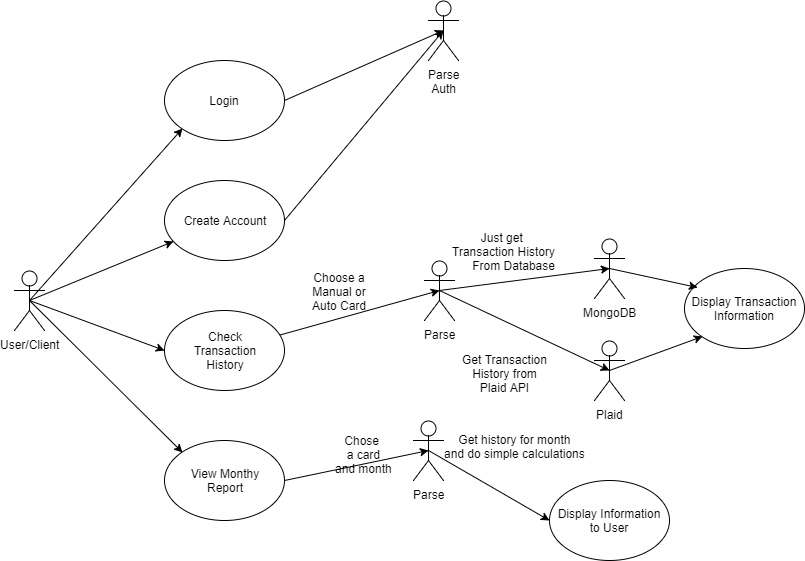 Parse
Auth
Login
Create Account
User/Client
Check
Transaction
History
Choose a
Manual or
Auto Card
Parse
Just get
Transaction History
From Database
MongoDB
Get Transaction
History from
Plaid API
Plaid
Display Transaction
Information
View Monthy
Report
Chose
a card
and month
Parse
Get history for month
and do simple calculations
Display Information
to User